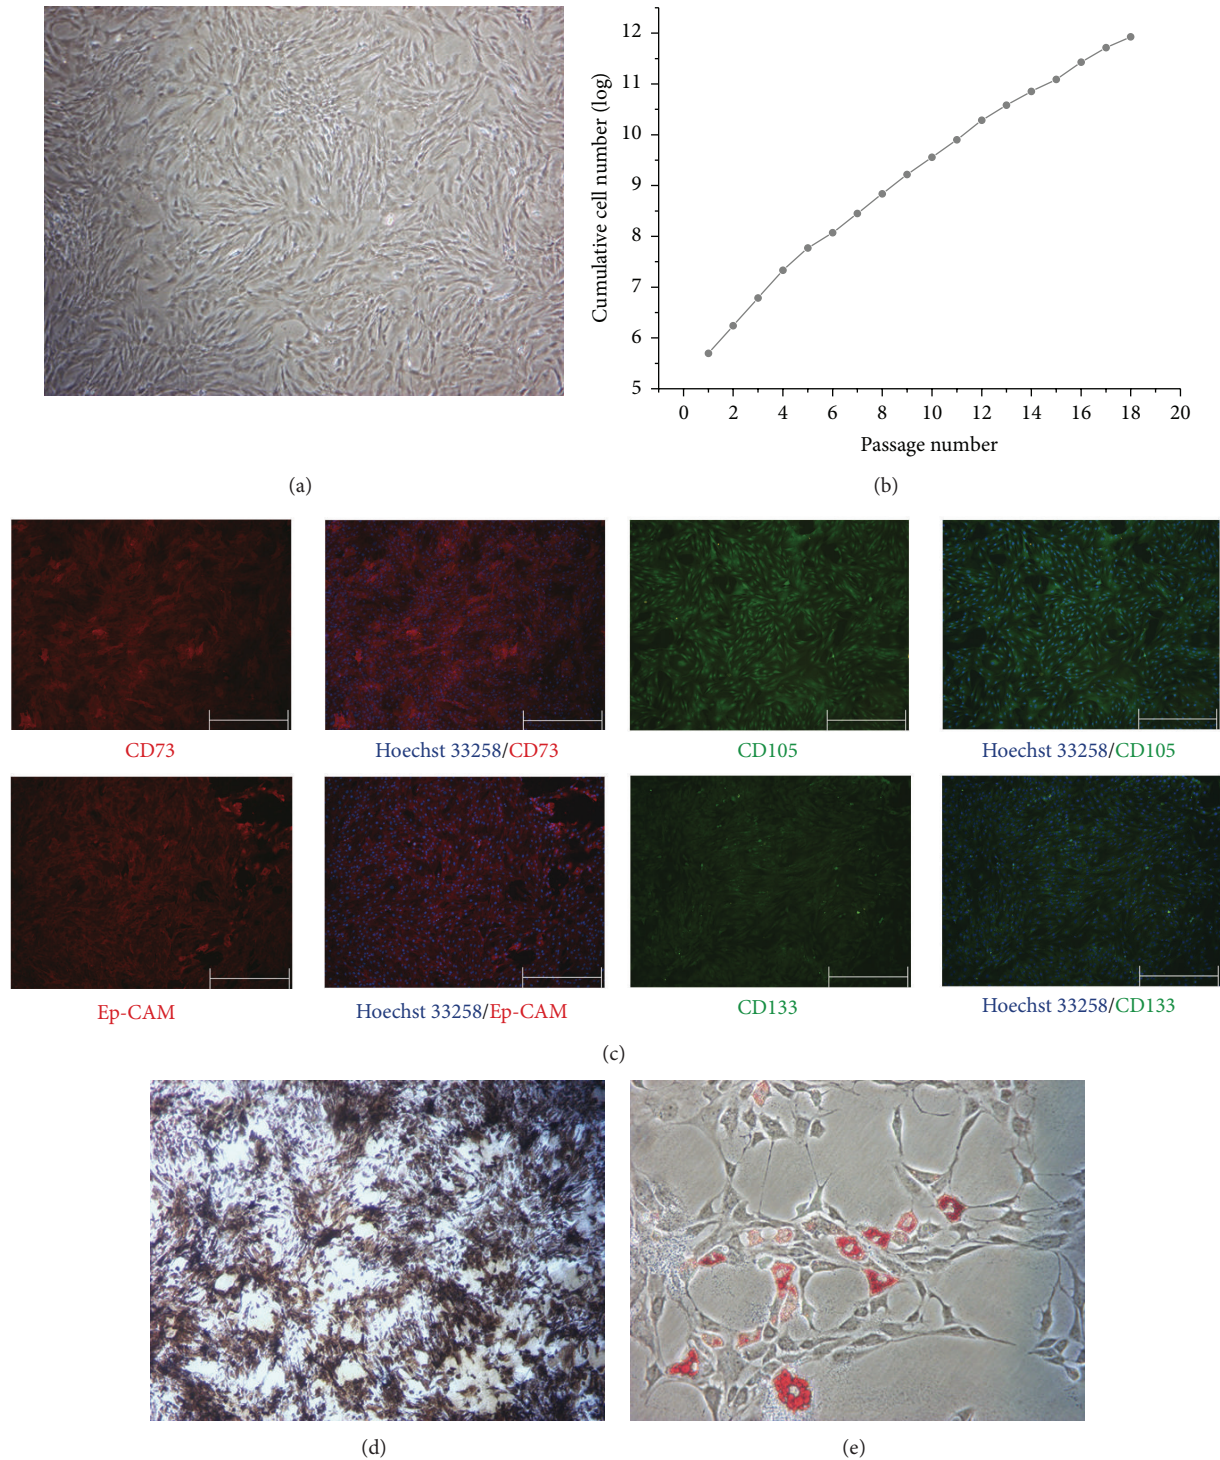 12
11
10
9
8
7
6
5
Cumulative cell number (log)
0 2 4 6 8 10 12 14 16 18 20
Passage number
(a)
(b)
CD73
Hoechst 33258/CD73
CD105
Hoechst 33258/CD105
Ep-CAM
Hoechst 33258/Ep-CAM
CD133
Hoechst 33258/CD133
(c)
(d)
(e)